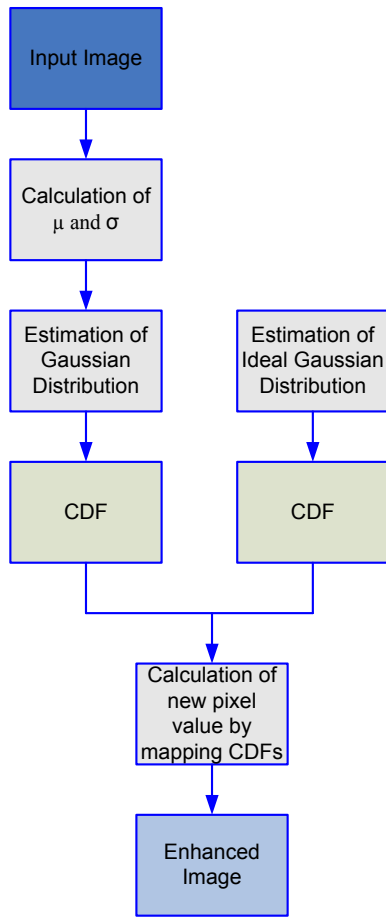 Input Image
Calculation of
μ and σ
Estimation of
Gaussian
Distribution
Estimation of
Ideal Gaussian
Distribution
CDF
CDF
Calculation of
new pixel
value by
mapping CDFs
Enhanced
Image